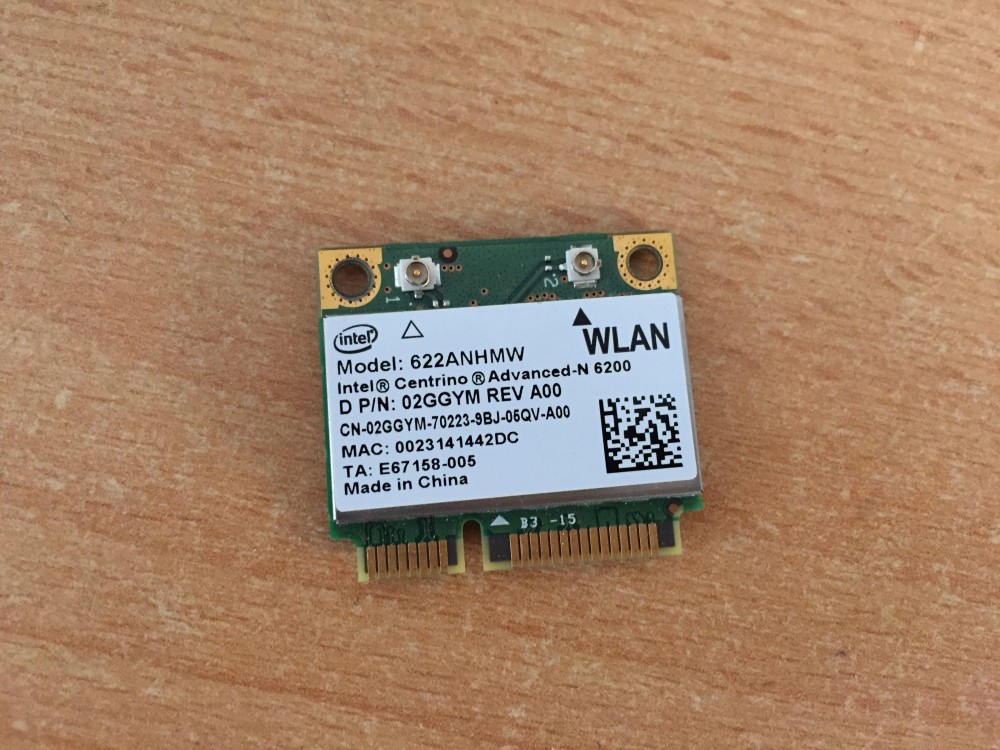 1
2
intel®
WLAN
Model: 622ANHMW
Intel® Centrino ® Advanced-N 6200
D P/N: 02GGYM REV A00
CN-02GGYM-70223-9BJ-06QV-A00
MAC: 0023141442DC
TA: E67158-005
Made in China
B3 -15